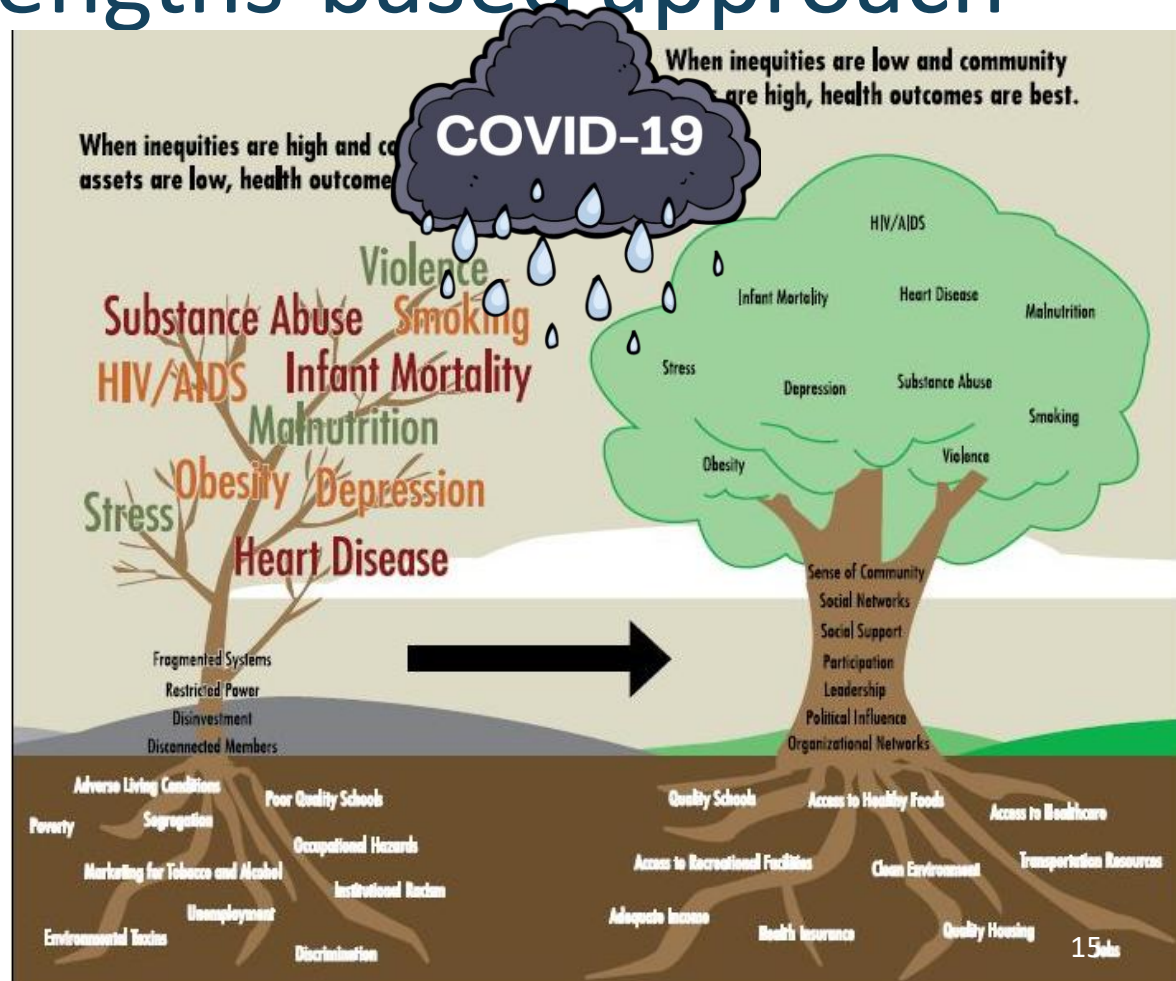 engths-based approach
When inequities are low and community
are high, health outcomes are best.
COVID-19
When inequities are high and co
assets are low, health outcome
Violence
Substance Abuse
Smoking
HIV/AIDS
Infant Mortality
Malnutrition
Obesity
Depression
Stress
Heart Disease
Fragmented Systems
Restricted Power
Disinvestment
Disconnected Members
Adverse Living Conditions
Poor Quality Schools
Poverty
Segregation
Occupational Hazards
Marketing for Tobacco and Alcohol
Institutional Racism
Unemployment
Environmental Toxins
Discrimination
HIV/AIDS
Infant Mortality
Heart Disease
Malnutrition
Stress
Depression
Substance Abuse
Smoking
Obesity
Violence
Sense of Community
Social Networks
Social Support
Participation
Leadership
Political Influence
Organizational Networks
Quality Schools
Access to Healthy Foods
Access to Healthcare
Access to Recreational Facilities
Clean Environment
Transportation Resources
Adequate Income
Health Insurance
Quality Housing
Jobs
15